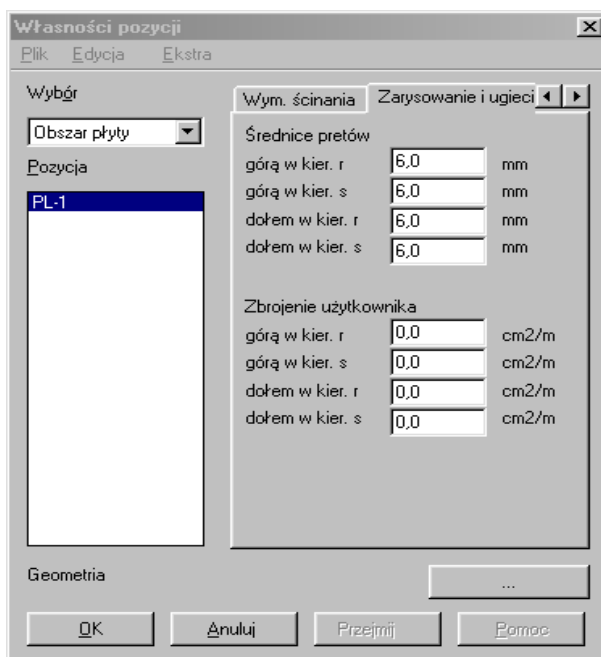 Własności pozycji
Plik Edycja Ekstra
Wybór
Obszar płyty
Pozycja
PL-1
Wym. ścinania Zarysowanie i ugieci
Średnice pretów
górą w kier. r 6,0 mm
górą w kier. s 6,0 mm
dołem w kier. r 6,0 mm
dołem w kier. s 6,0 mm
Zbrojenie użytkownika
górą w kier. r 0,0 cm2/m
górą w kier. s 0,0 cm2/m
dołem w kier. r 0,0 cm2/m
dołem w kier. s 0,0 cm2/m
Geometria ...
OK Anuluj Przejmij Pomoc